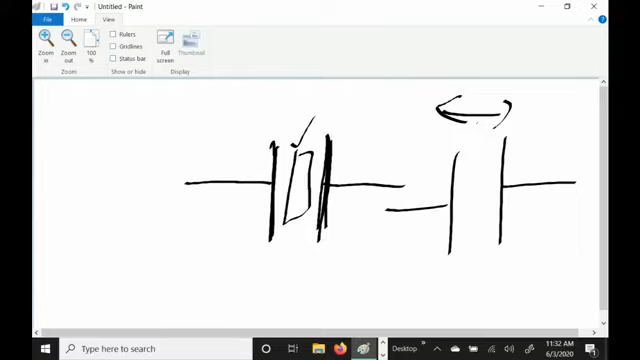 Untitled - Paint
File Home View
Zoom in
Zoom out
100 %
Rulers
Gridlines
Status bar
Full screen
Thumbnail
Zoom
Show or hide
Display
Type here to search
Desktop
11:32 AM
6/3/2020